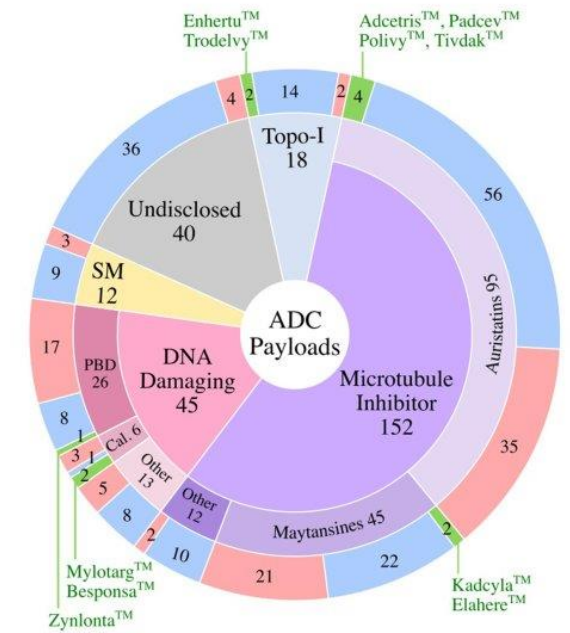 Enhertu™
Trodelvy™
Adcetris™, Padcev™
Polivy™, Tivdak™
4
2
14
2
4
36
Topo-I
18
56
Undisclosed
40
3
9
SM
12
ADC
Payloads
Auristatins 95
17
PBD
26
DNA
Damaging
45
Microtubule
Inhibitor
152
35
8
1
Cal. 6
3
1
2
Other
13
5
8
Other
12
Maytansines 45
2
2
10
21
22
Mylotarg™
Besponsa™
Zynlonta™
Kadcyla™
Elahere™